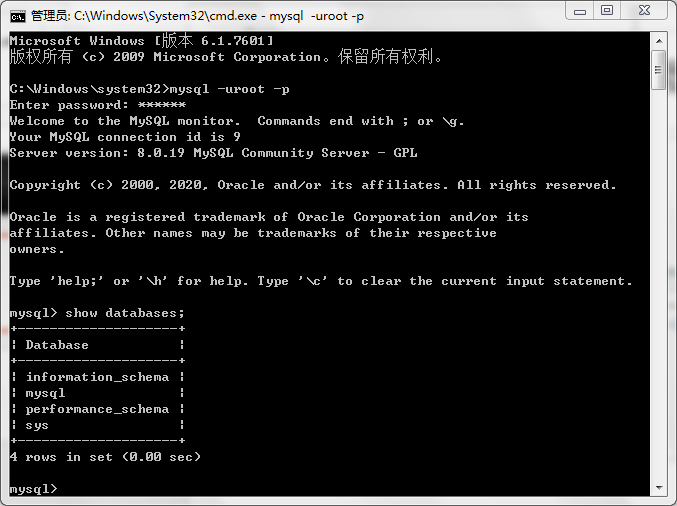 管理员: C:\Windows\System32\cmd.exe - mysql  -uroot -p
Microsoft Windows [版本 6.1.7601]
版权所有 (c) 2009 Microsoft Corporation。保留所有权利。
C:\Windows\system32>mysql -uroot -p
Enter password: ******
Welcome to the MySQL monitor.  Commands end with ; or \g.
Your MySQL connection id is 9
Server version: 8.0.19 MySQL Community Server - GPL
Copyright (c) 2000, 2020, Oracle and/or its affiliates. All rights reserved.
Oracle is a registered trademark of Oracle Corporation and/or its
affiliates. Other names may be trademarks of their respective
owners.
Type 'help;' or '\h' for help. Type '\c' to clear the current input statement.
mysql> show databases;
+--------------------+
| Database           |
+--------------------+
| information_schema |
| mysql              |
| performance_schema |
| sys                |
+--------------------+
4 rows in set (0.00 sec)
mysql>